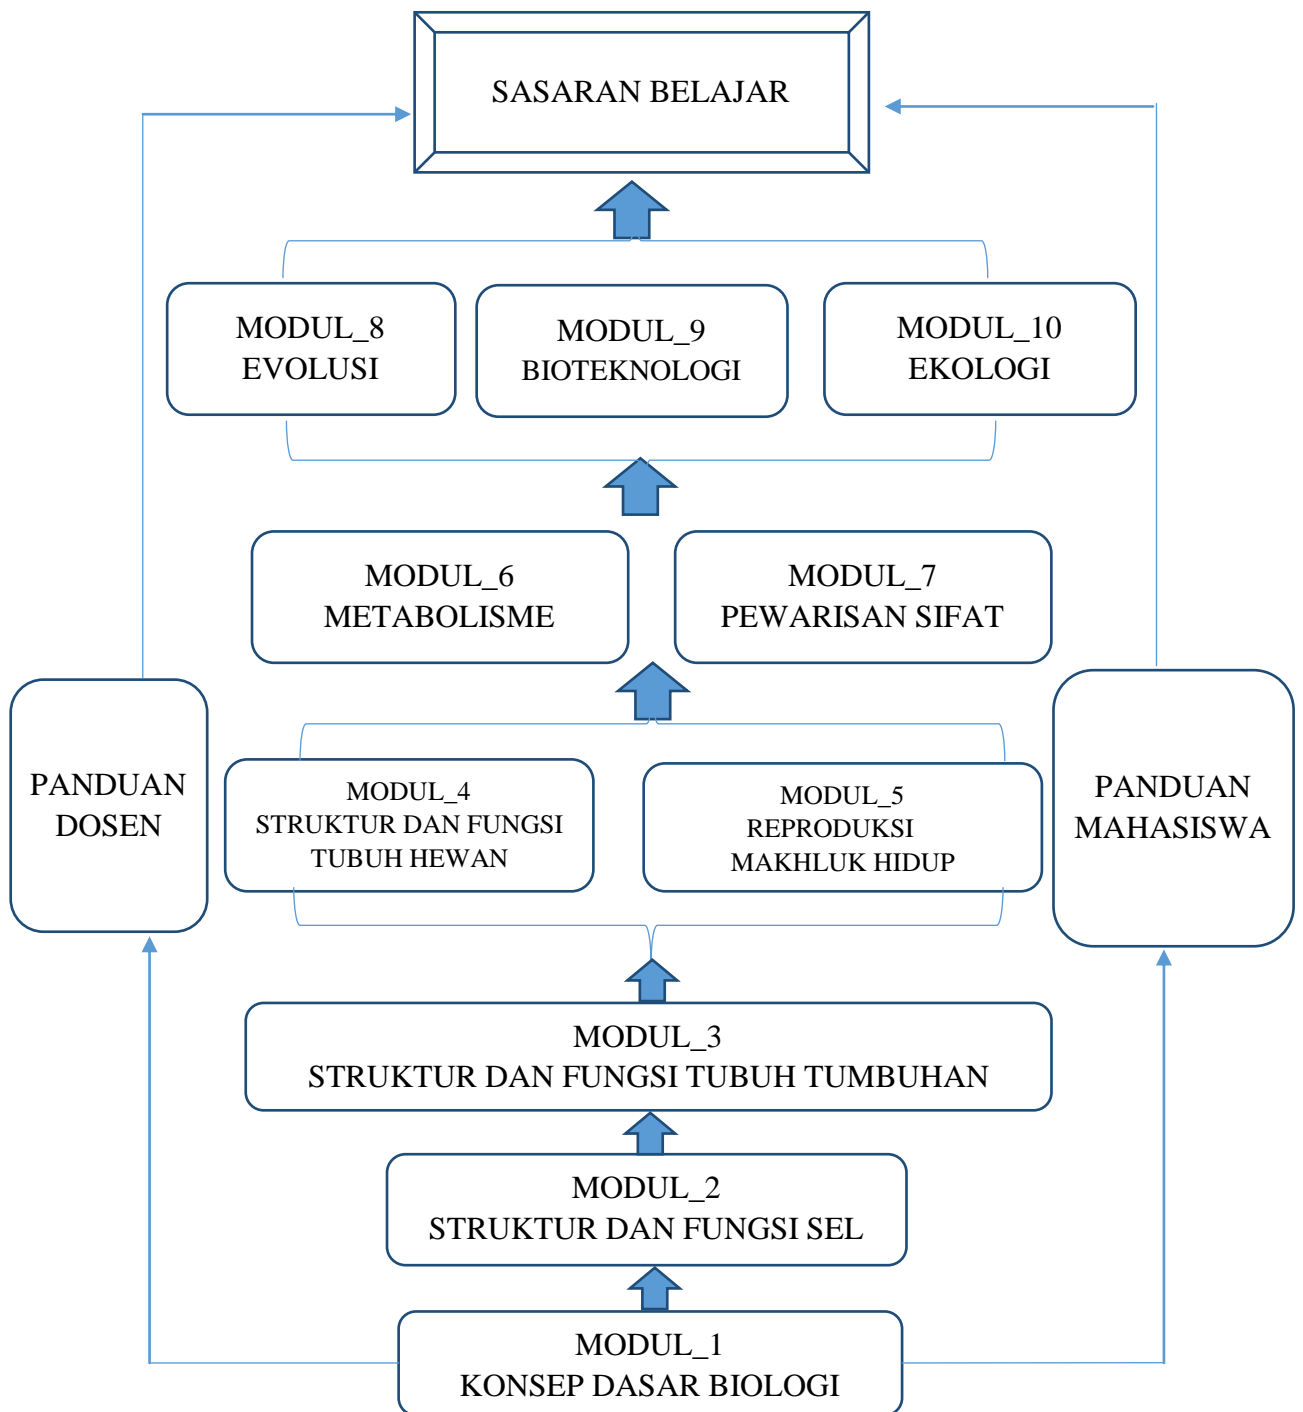 SASARAN BELAJAR
MODUL_8
EVOLUSI
MODUL_9
BIOTEKNOLOGI
MODUL_10
EKOLOGI
MODUL_6
METABOLISME
MODUL_7
PEWARISAN SIFAT
PANDUAN
DOSEN
MODUL_4
STRUKTUR DAN FUNGSI
TUBUH HEWAN
MODUL_5
REPRODUKSI
MAKHLUK HIDUP
PANDUAN
MAHASISWA
MODUL_3
STRUKTUR DAN FUNGSI TUBUH TUMBUHAN
MODUL_2
STRUKTUR DAN FUNGSI SEL
MODUL_1
KONSEP DASAR BIOLOGI